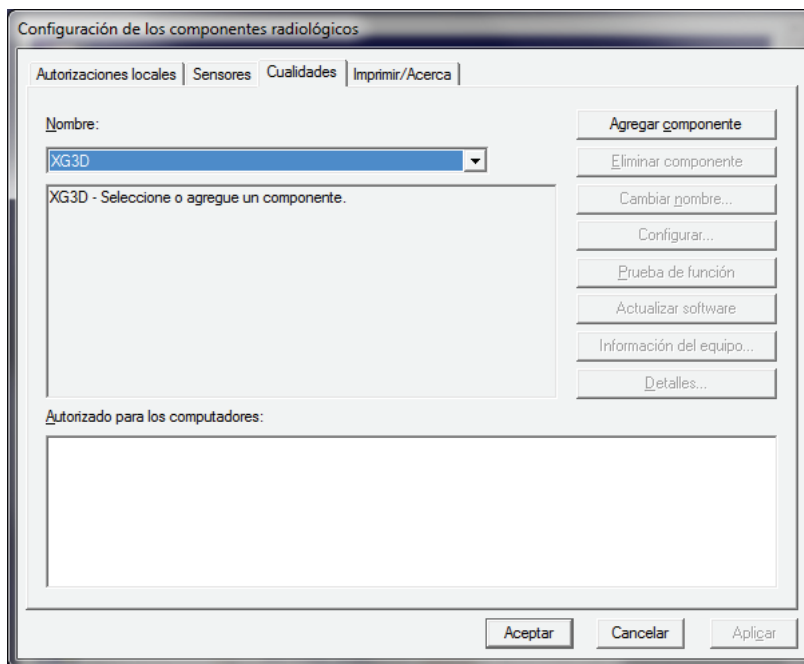 Configuración de los componentes radiológicos
Autorizaciones locales
Sensores
Cualidades
Imprimir/Acerca
Nombre:
XG3D
XG3D - Seleccione o agregue un componente.
Agregar componente
Eliminar componente
Cambiar nombre...
Configurar...
Prueba de función
Actualizar software
Información del equipo...
Detalles...
Autorizado para los computadores:
Aceptar
Cancelar
Aplicar